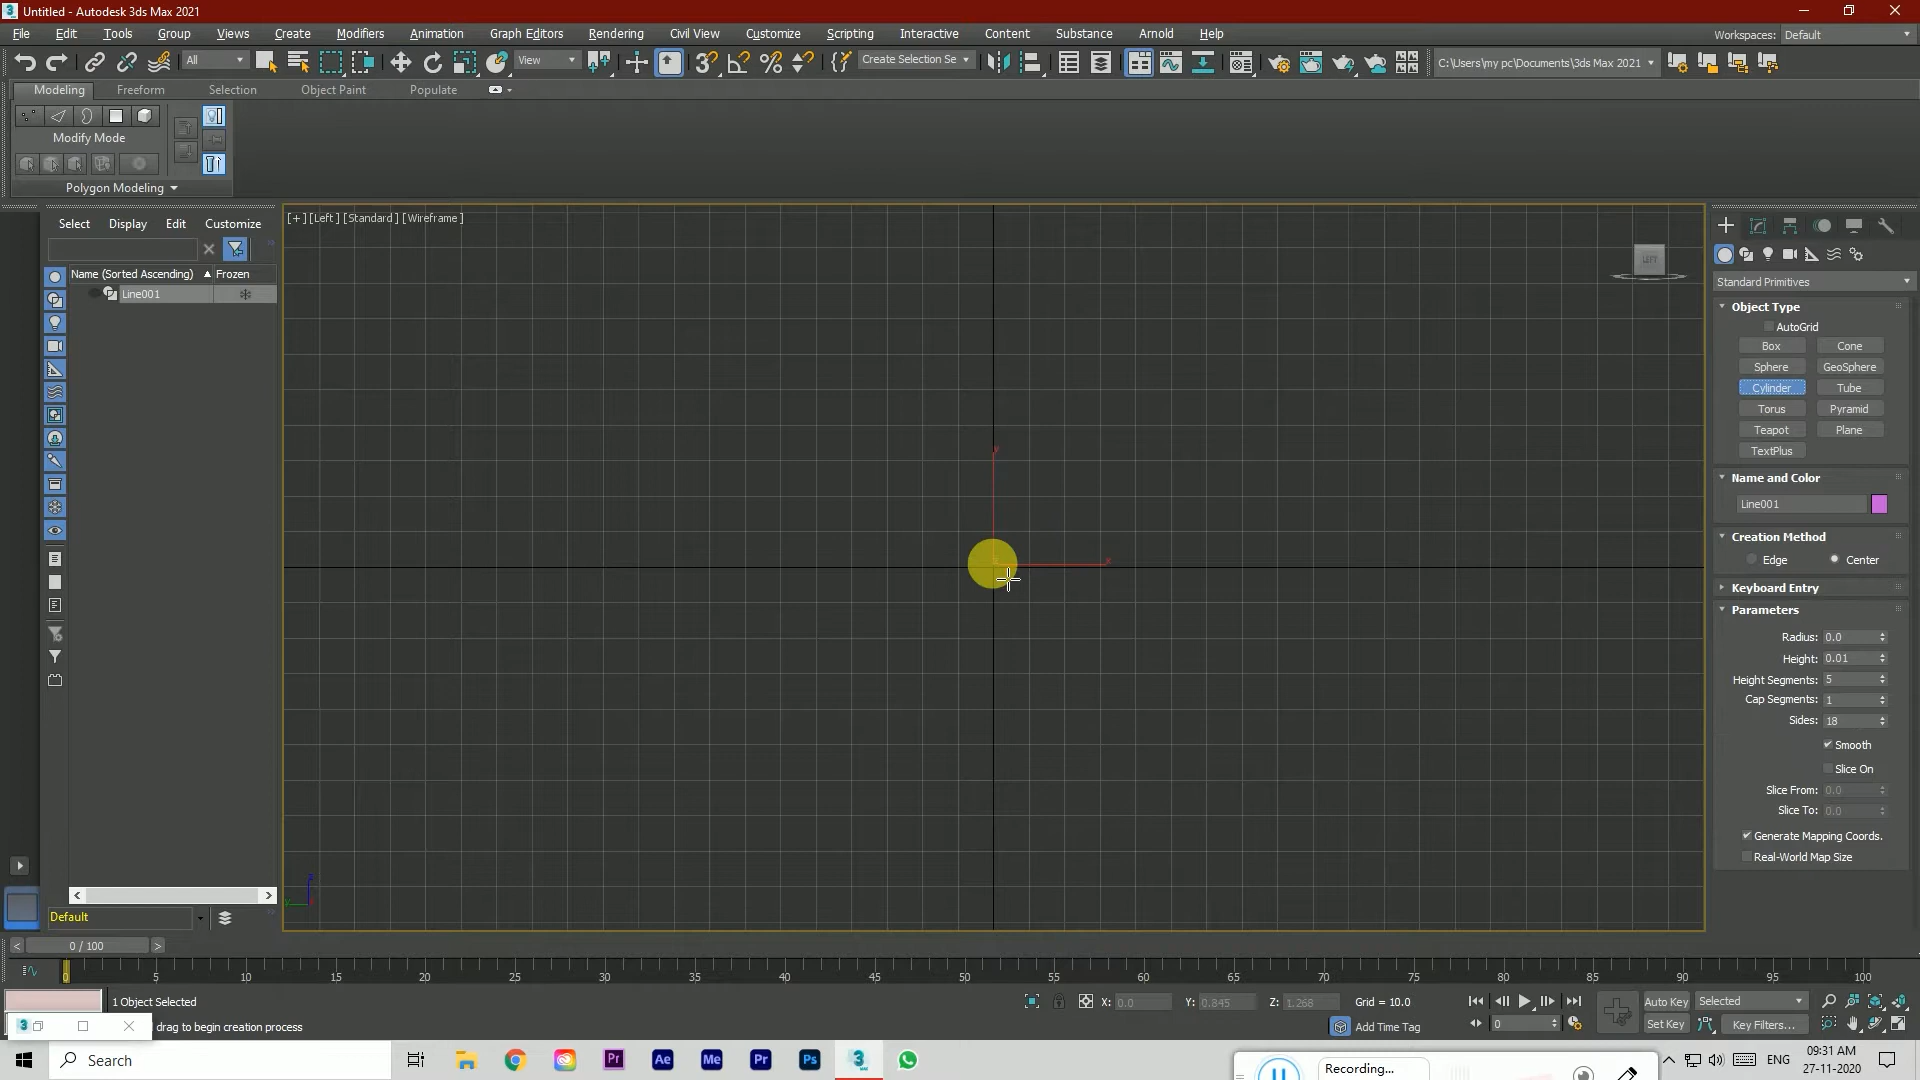 Untitled - Autodesk 3ds Max 2021
File Edit Tools Group Views Create Modifiers Animation Graph Editors Rendering Civil View Customize Scripting Interactive Content Substance Arnold Help
Workspaces: Default
All
View
Create Selection Se
C:\Users\my pc\Documents\3ds Max 2021
Modeling Freeform Selection Object Paint Populate
Modify Mode
Polygon Modeling
Select Display Edit Customize
Name (Sorted Ascending) Frozen
Line001
[+] [Left] [Standard] [Wireframe]
LEFT
y
x
z
y
Default
Standard Primitives
Object Type
AutoGrid
Box Cone
Sphere GeoSphere
Cylinder Tube
Torus Pyramid
Teapot Plane
TextPlus
Name and Color
Line001
Creation Method
Edge Center
Keyboard Entry
Parameters
Radius: 0.0
Height: 0.01
Height Segments: 5
Cap Segments: 1
Sides: 18
Smooth
Slice On
Slice From: 0.0
Slice To: 0.0
Generate Mapping Coords.
Real-World Map Size
< 0 / 100 >
0 5 10 15 20 25 30 35 40 45 50 55 60 65 70 75 80 85 90 95 100
1 Object Selected
X: 0.0 Y: 0.845 Z: 1.268 Grid = 10.0
Auto Key Selected
drag to begin creation process
Add Time Tag
0
Set Key Key Filters...
Search
Pr Ae Me Pr Ps 3
Recording...
ENG
09:31 AM
27-11-2020